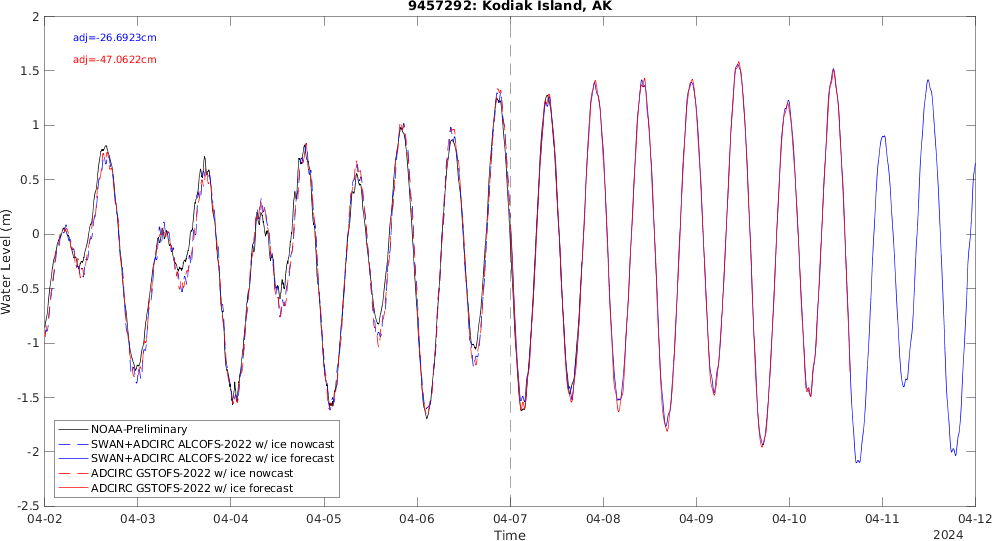 9457292: Kodiak Island, AK
adj=-26.6923cm
adj=-47.0622cm
2
1.5
1
0.5
0
-0.5
-1
-1.5
-2
-2.5
Water Level (m)
NOAA-Preliminary
SWAN+ADCIRC ALCOFS-2022 w/ ice nowcast
SWAN+ADCIRC ALCOFS-2022 w/ ice forecast
ADCIRC GSTOFS-2022 w/ ice nowcast
ADCIRC GSTOFS-2022 w/ ice forecast
04-02 04-03 04-04 04-05 04-06 04-07 04-08 04-09 04-10 04-11 04-12
Time
2024